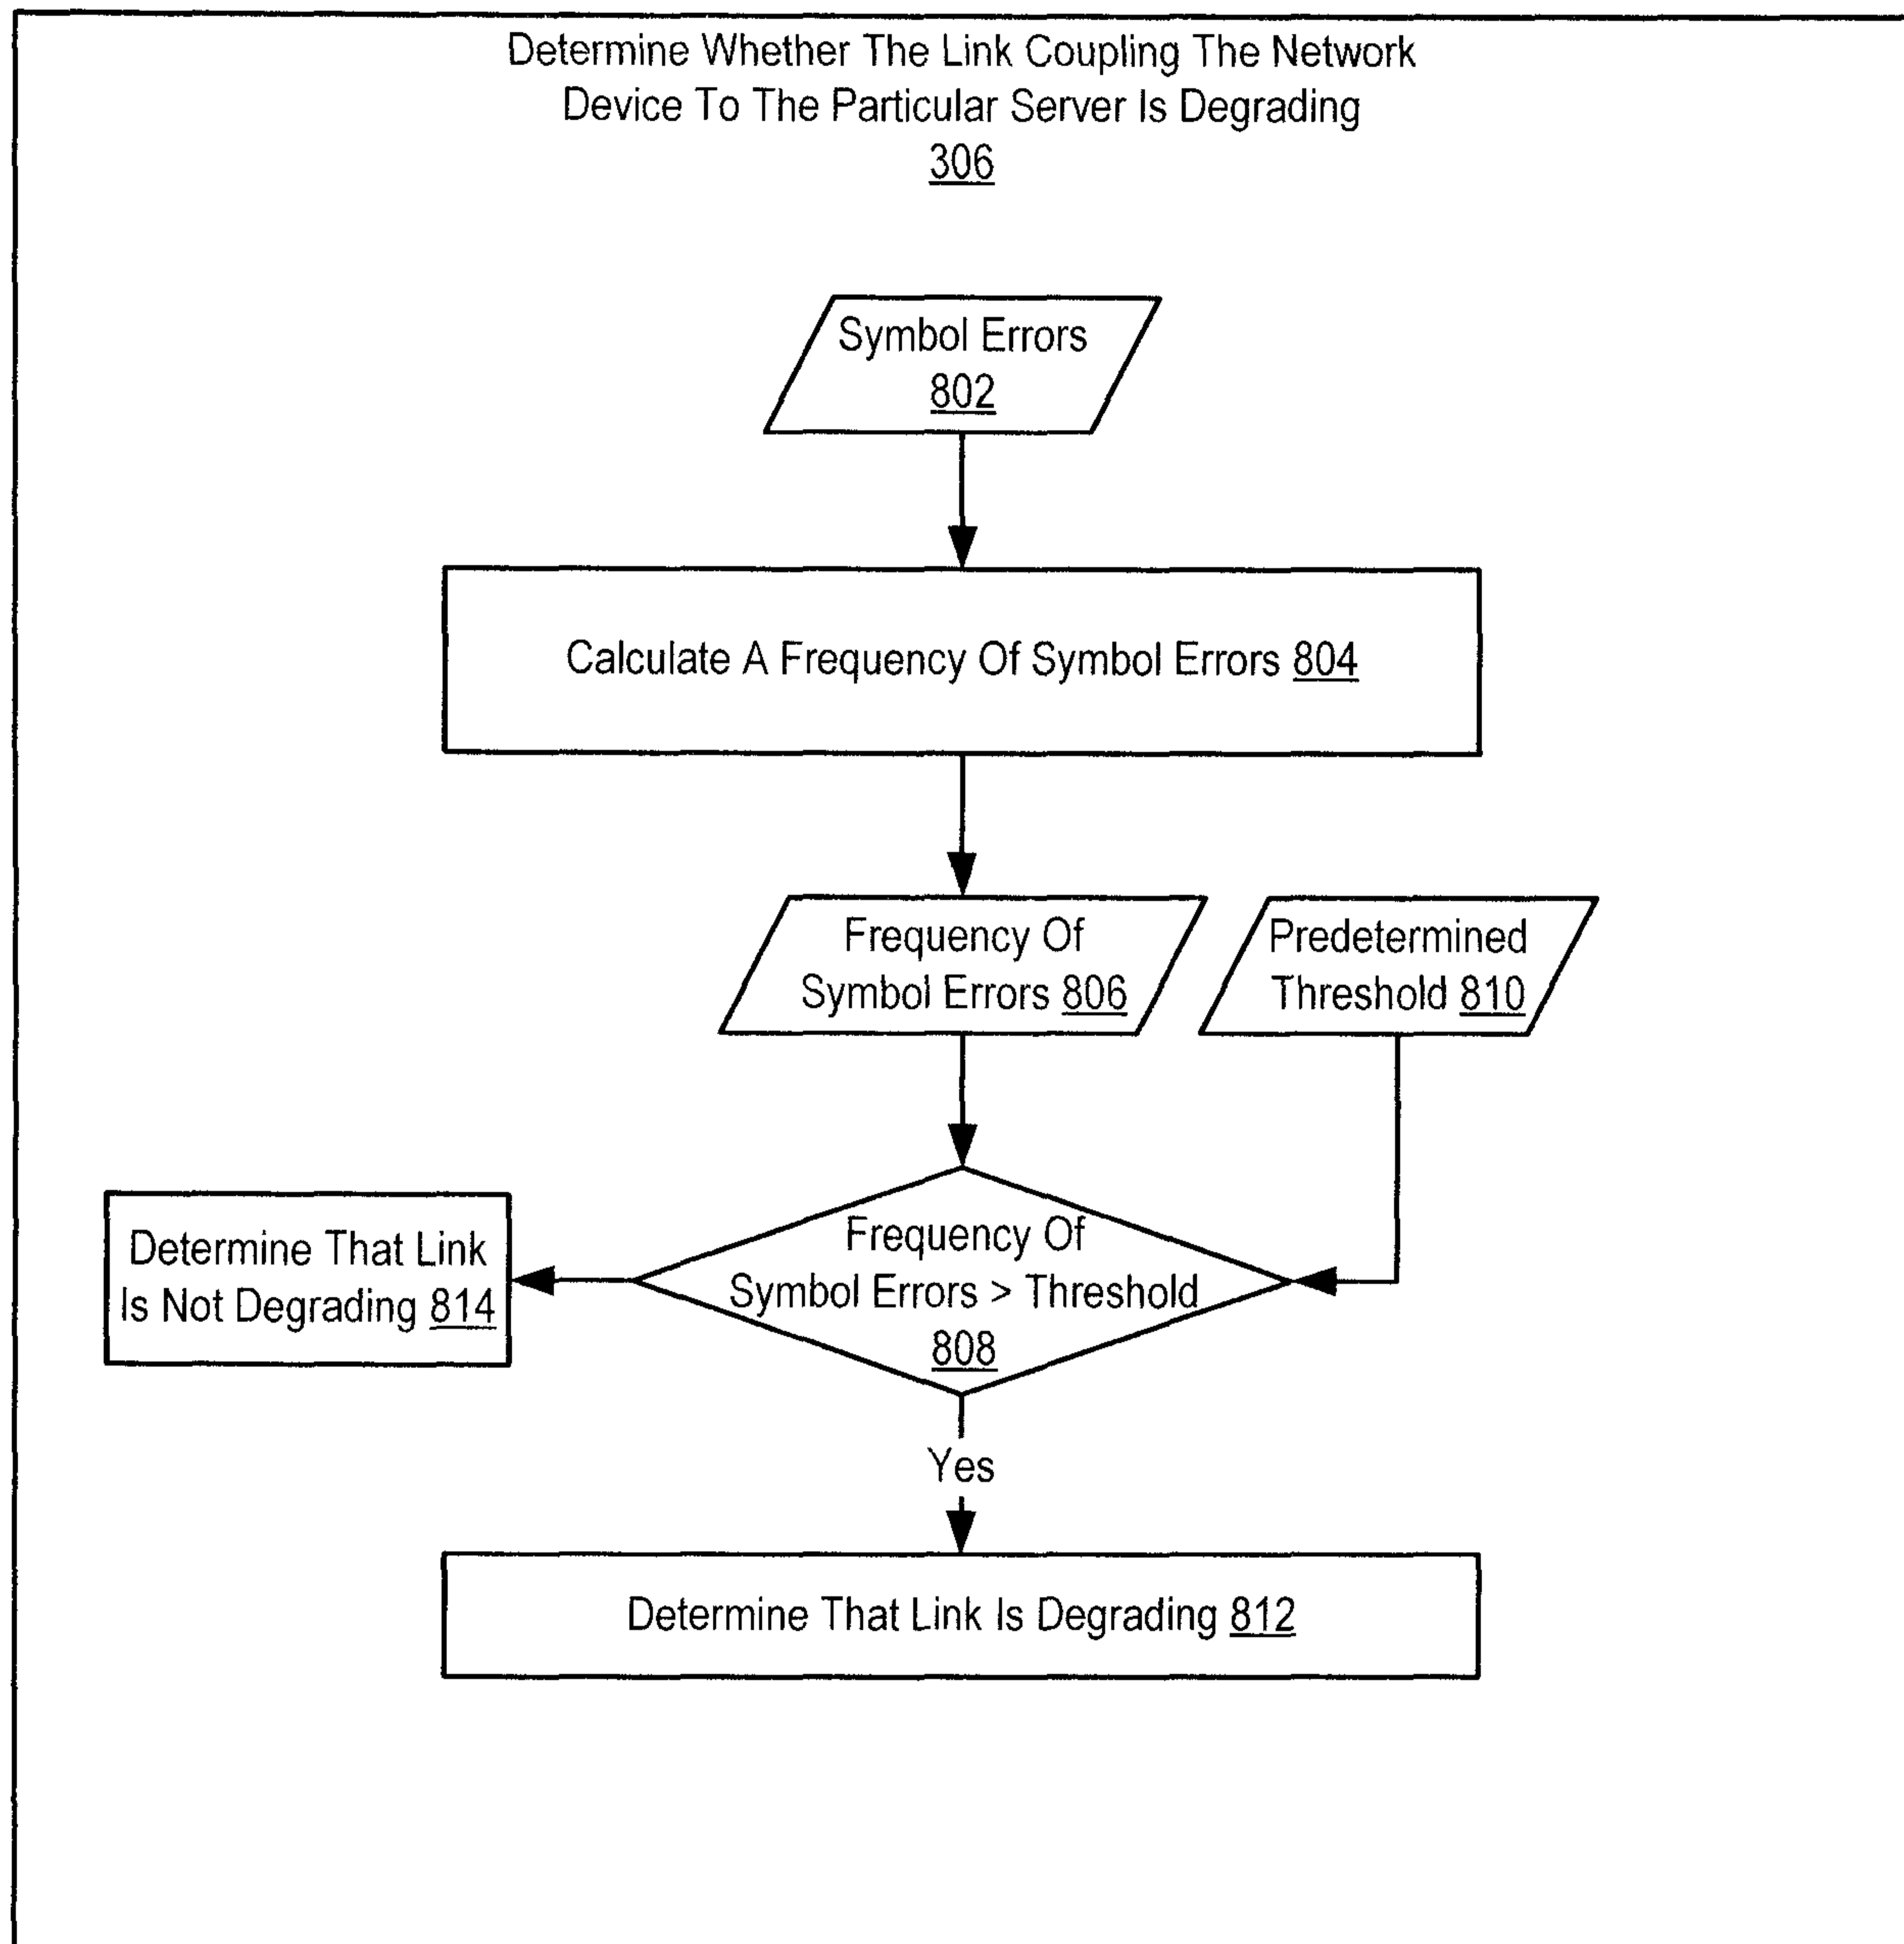 Determine Whether The Link Coupling The Network
Device To The Particular Server Is Degrading
306
Symbol Errors
802
Calculate A Frequency Of Symbol Errors 804
Frequency Of
Symbol Errors 806
Predetermined
Threshold 810
Frequency Of
Symbol Errors > Threshold
808
Determine That Link
Is Not Degrading 814
Yes
Determine That Link Is Degrading 812